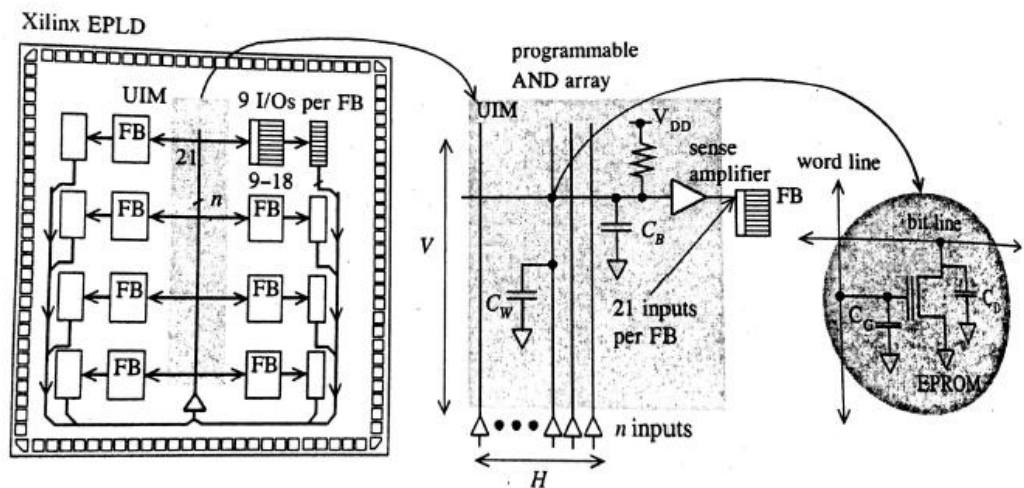 Xilinx EPLD
UIM
9 I/Os per FB
FB
21
9–18
n
FB
FB
FB
FB
FB
FB
programmable
AND array
UIM
V_DD
sense
amplifier
FB
C_B
V
C_W
21 inputs
per FB
n inputs
H
word line
bit line
C_G
C_D
EPROM